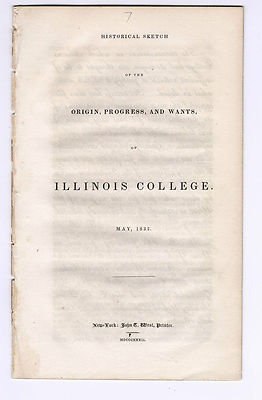 7
HISTORICAL SKETCH
OF THE
ORIGIN, PROGRESS, AND WANTS,
OF
ILLINOIS COLLEGE.
MAY, 1832.
New-York: John T. West, Printer.
MDCCCXXXII.